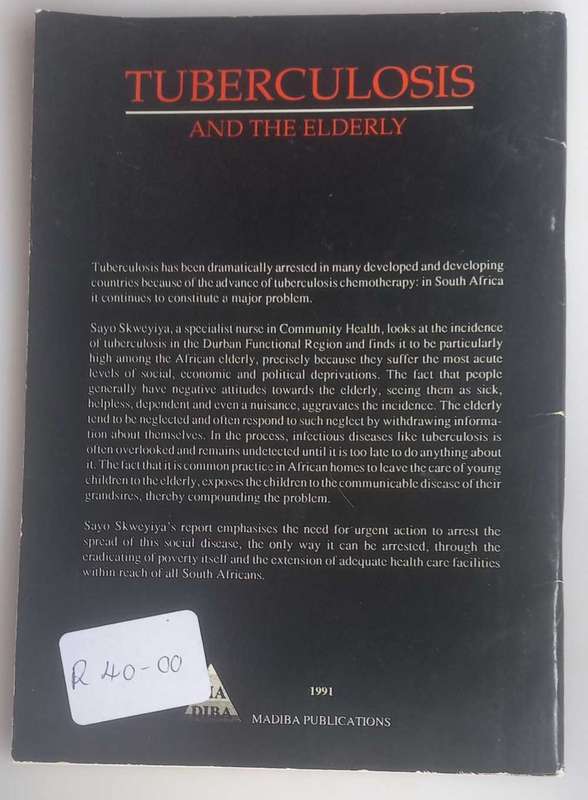 TUBERCULOSIS
AND THE ELDERLY
Tuberculosis has been dramatically arrested in many developed and developing
countries because of the advance of tuberculosis chemotherapy: in South Africa
it continues to constitute a major problem.
Sayo Skweyiya, a specialist nurse in Community Health, looks at the incidence
of tuberculosis in the Durban Functional Region and finds it to be particularly
high among the African elderly, precisely because they suffer the most acute
levels of social, economic and political deprivations. The fact that people
generally have negative attitudes towards the elderly, seeing them as sick,
helpless, dependent and even a nuisance, aggravates the incidence. The elderly
tend to be neglected and often respond to such neglect by withdrawing informa-
tion about themselves. In the process, infectious diseases like tuberculosis is
often overlooked and remains undetected until it is too late to do anything about
it. The fact that it is common practice in African homes to leave the care of young
children to the elderly, exposes the children to the communicable disease of their
grandsires, thereby compounding the problem.
Sayo Skweyiya's report emphasises the need for urgent action to arrest the
spread of this social disease, the only way it can be arrested, through the
eradicating of poverty itself and the extension of adequate health care facilities
within reach of all South Africans.
R 40-00
DIBA
1991
MADIBA PUBLICATIONS